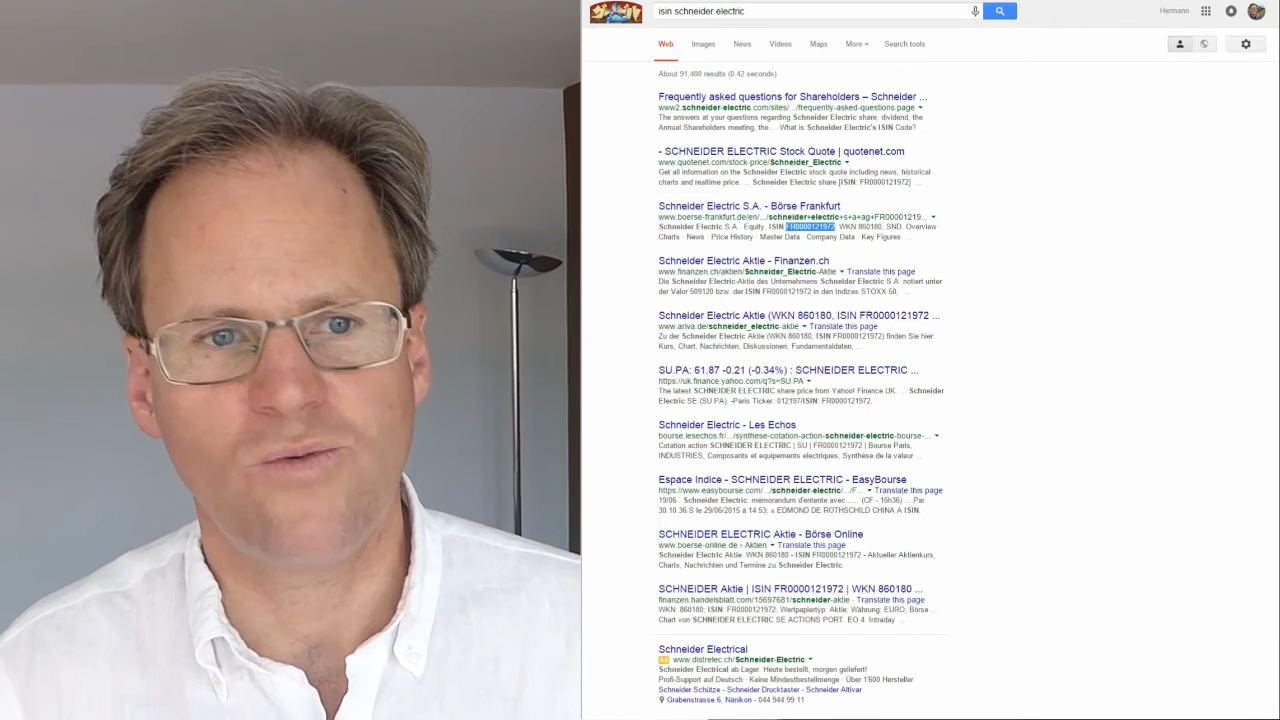 isin schneider electric
Hermann
Web Images News Videos Maps More Search tools
About 91,400 results (0.42 seconds)
Frequently asked questions for Shareholders – Schneider ...
www2.schneider-electric.com/sites/.../frequently-asked-questions.page
The answers at your questions regarding Schneider Electric share, dividend, the
Annual Shareholders meeting, the ... What is Schneider Electric's ISIN Code?
- SCHNEIDER ELECTRIC Stock Quote | quotenet.com
www.quotenet.com/stock-price/Schneider_Electric
Get all information on the Schneider Electric stock quote including news, historical
charts and realtime price. ... Schneider Electric share [ISIN: FR0000121972] ...
Schneider Electric S.A. - Börse Frankfurt
www.boerse-frankfurt.de/en/.../schneider+electric+s+a+ag+FR00001219...
Schneider Electric S.A.. Equity, ISIN FR0000121972, WKN 860180, SND. Overview ·
Charts · News · Price History · Master Data · Company Data · Key Figures ...
Schneider Electric Aktie - Finanzen.ch
www.finanzen.ch/aktien/Schneider_Electric-Aktie Translate this page
Die Schneider Electric-Aktie des Unternehmens Schneider Electric S.A. notiert unter
der Valor 509120 bzw. der ISIN FR0000121972 in den Indizes STOXX 50, ...
Schneider Electric Aktie (WKN 860180, ISIN FR0000121972 ...
www.ariva.de/schneider_electric-aktie Translate this page
Zu der Schneider Electric Aktie (WKN 860180, ISIN FR0000121972) finden Sie hier:
Kurs, Chart, Nachrichten, Diskussionen, Fundamentaldaten, ...
SU.PA: 61.87 -0.21 (-0.34%) : SCHNEIDER ELECTRIC ...
https://uk.finance.yahoo.com/q?s=SU.PA
The latest SCHNEIDER ELECTRIC share price from Yahoo! Finance UK. ... Schneider
Electric SE (SU.PA). -Paris Ticker: 012197/ISIN: FR0000121972.
Schneider Electric - Les Echos
bourse.lesechos.fr/.../synthese-cotation-action-schneider-electric-bourse-...
Cotation action SCHNEIDER ELECTRIC | SU | FR0000121972 | Bourse Paris,
INDUSTRIES, Composants et equipements electriques, Synthèse de la valeur ...
Espace Indice - SCHNEIDER ELECTRIC - EasyBourse
https://www.easybourse.com/.../schneider-electric/.../F... Translate this page
19/06 . Schneider Electric: mémorandum d'entente avec...... (CF - 16h36) ... Par
30.10.36.S le 29/06/2015 à 14:53; « EDMOND DE ROTHSCHILD CHINA A ISIN.
SCHNEIDER ELECTRIC Aktie - Börse Online
www.boerse-online.de › Aktien Translate this page
Schneider Electric Aktie: WKN 860180 - ISIN FR0000121972 - Aktueller Aktienkurs,
Charts, Nachrichten und Termine zu Schneider Electric.
SCHNEIDER Aktie | ISIN FR0000121972 | WKN 860180 ...
finanzen.handelsblatt.com/15697681/schneider-aktie - Translate this page
WKN: 860180; ISIN: FR0000121972; Wertpapiertyp: Aktie; Währung: EURO; Börse ...
Chart von SCHNEIDER ELECTRIC SE ACTIONS PORT. EO 4. Intraday ...
Schneider Electrical
Ad www.distrelec.ch/Schneider-Electric
Schneider Electrical ab Lager. Heute bestellt, morgen geliefert!
Profi-Support auf Deutsch · Keine Mindestbestellmenge · Über 1'600 Hersteller
Schneider Schütze - Schneider Drucktaster - Schneider Altivar
Grabenstrasse 6, Nänikon - 044 944 99 11